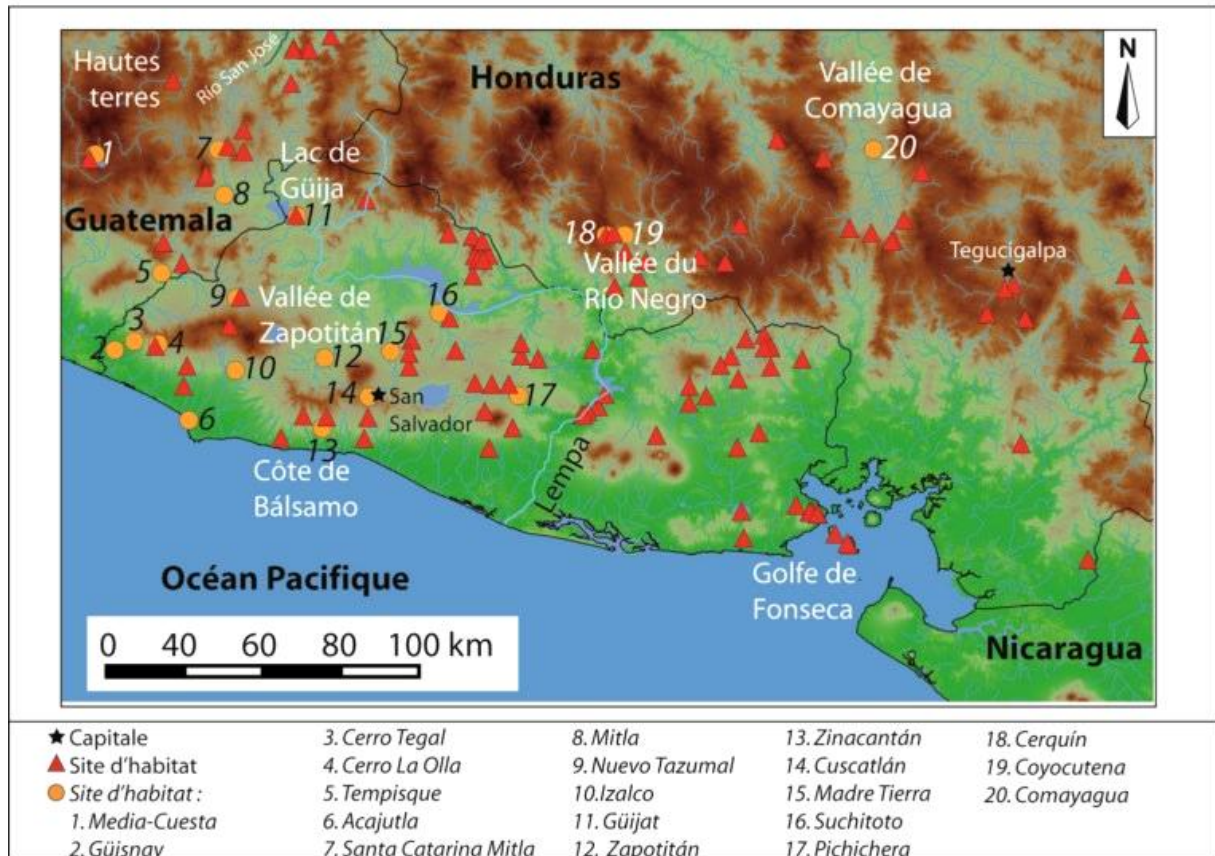 N
Hautes
terres
Río San José
Honduras
Vallée de
Comayagua
1
7
20
Lac de
Güija
8
Guatemala
11
18
19
Tegucigalpa
5
Vallée du
Río Negro
9
Vallée de
Zapotitán
16
3
2
4
15
12
10
14
San
Salvador
17
6
13
Lempa
Côte de
Bálsamo
Océan Pacifique
Golfe de
Fonseca
0 40 60 80 100 km
Nicaragua
Capitale
Site d'habitat
Site d'habitat :
1. Media-Cuesta
2. Güisnay
3. Cerro Tegal
4. Cerro La Olla
5. Tempisque
6. Acajutla
7. Santa Catarina Mitla
8. Mitla
9. Nuevo Tazumal
10. Izalco
11. Güijat
12. Zapotitán
13. Zinacantán
14. Cuscatlán
15. Madre Tierra
16. Suchitoto
17. Pichichera
18. Cerquín
19. Coyocutena
20. Comayagua